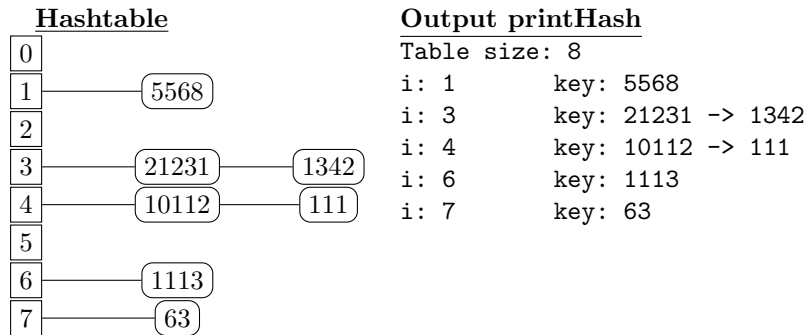 Hashtable
0
1 5568
2
3 21231 1342
4 10112 111
5
6 1113
7 63
Output printHash
Table size: 8
i: 1 key: 5568
i: 3 key: 21231 -> 1342
i: 4 key: 10112 -> 111
i: 6 key: 1113
i: 7 key: 63